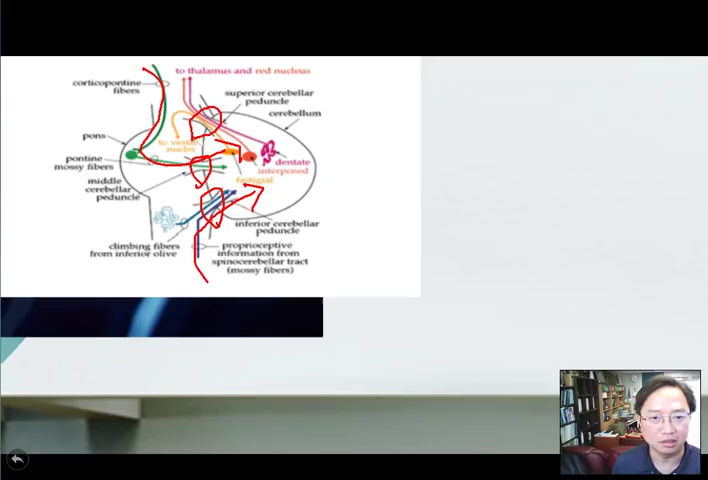 to thalamus and red nucleus
corticopontine
fibers
superior cerebellar
peduncle
cerebellum
pons
to vestib.
nuclei
pontine
mossy fibers
dentate
interposed
fastigial
middle
cerebellar
peduncle
inferior cerebellar
peduncle
climbing fibers
from inferior olive
proprioceptive
information from
spinocerebellar tract
(mossy fibers)